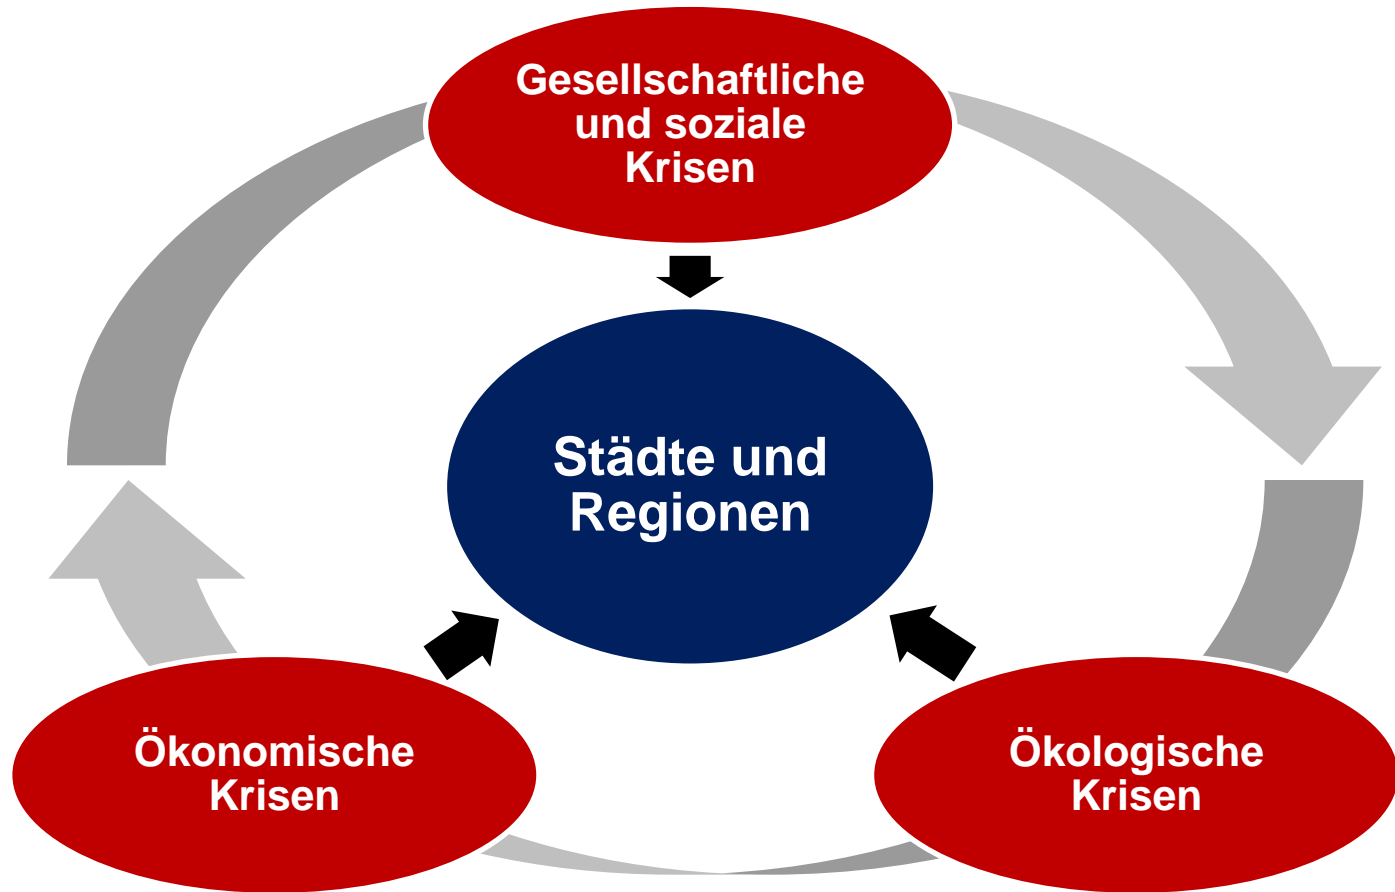 Gesellschaftliche
und soziale
Krisen
Städte und
Regionen
Ökonomische
Krisen
Ökologische
Krisen